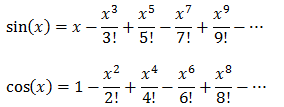 sin(x) = x − x³/3! + x⁵/5! − x⁷/7! + x⁹/9! − ⋯
cos(x) = 1 − x²/2! + x⁴/4! − x⁶/6! + x⁸/8! − ⋯